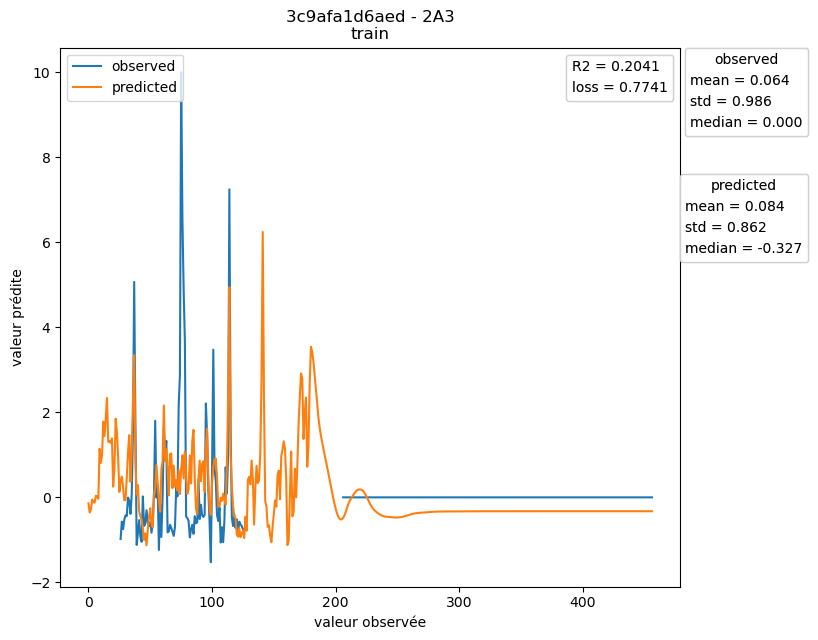 3c9afa1d6aed - 2A3
train
observed
predicted
R2 = 0.2041
loss = 0.7741
observed
mean = 0.064
std = 0.986
median = 0.000
predicted
mean = 0.084
std = 0.862
median = -0.327
valeur prédite
10
8
6
4
2
0
−2
0
100
200
300
400
valeur observée